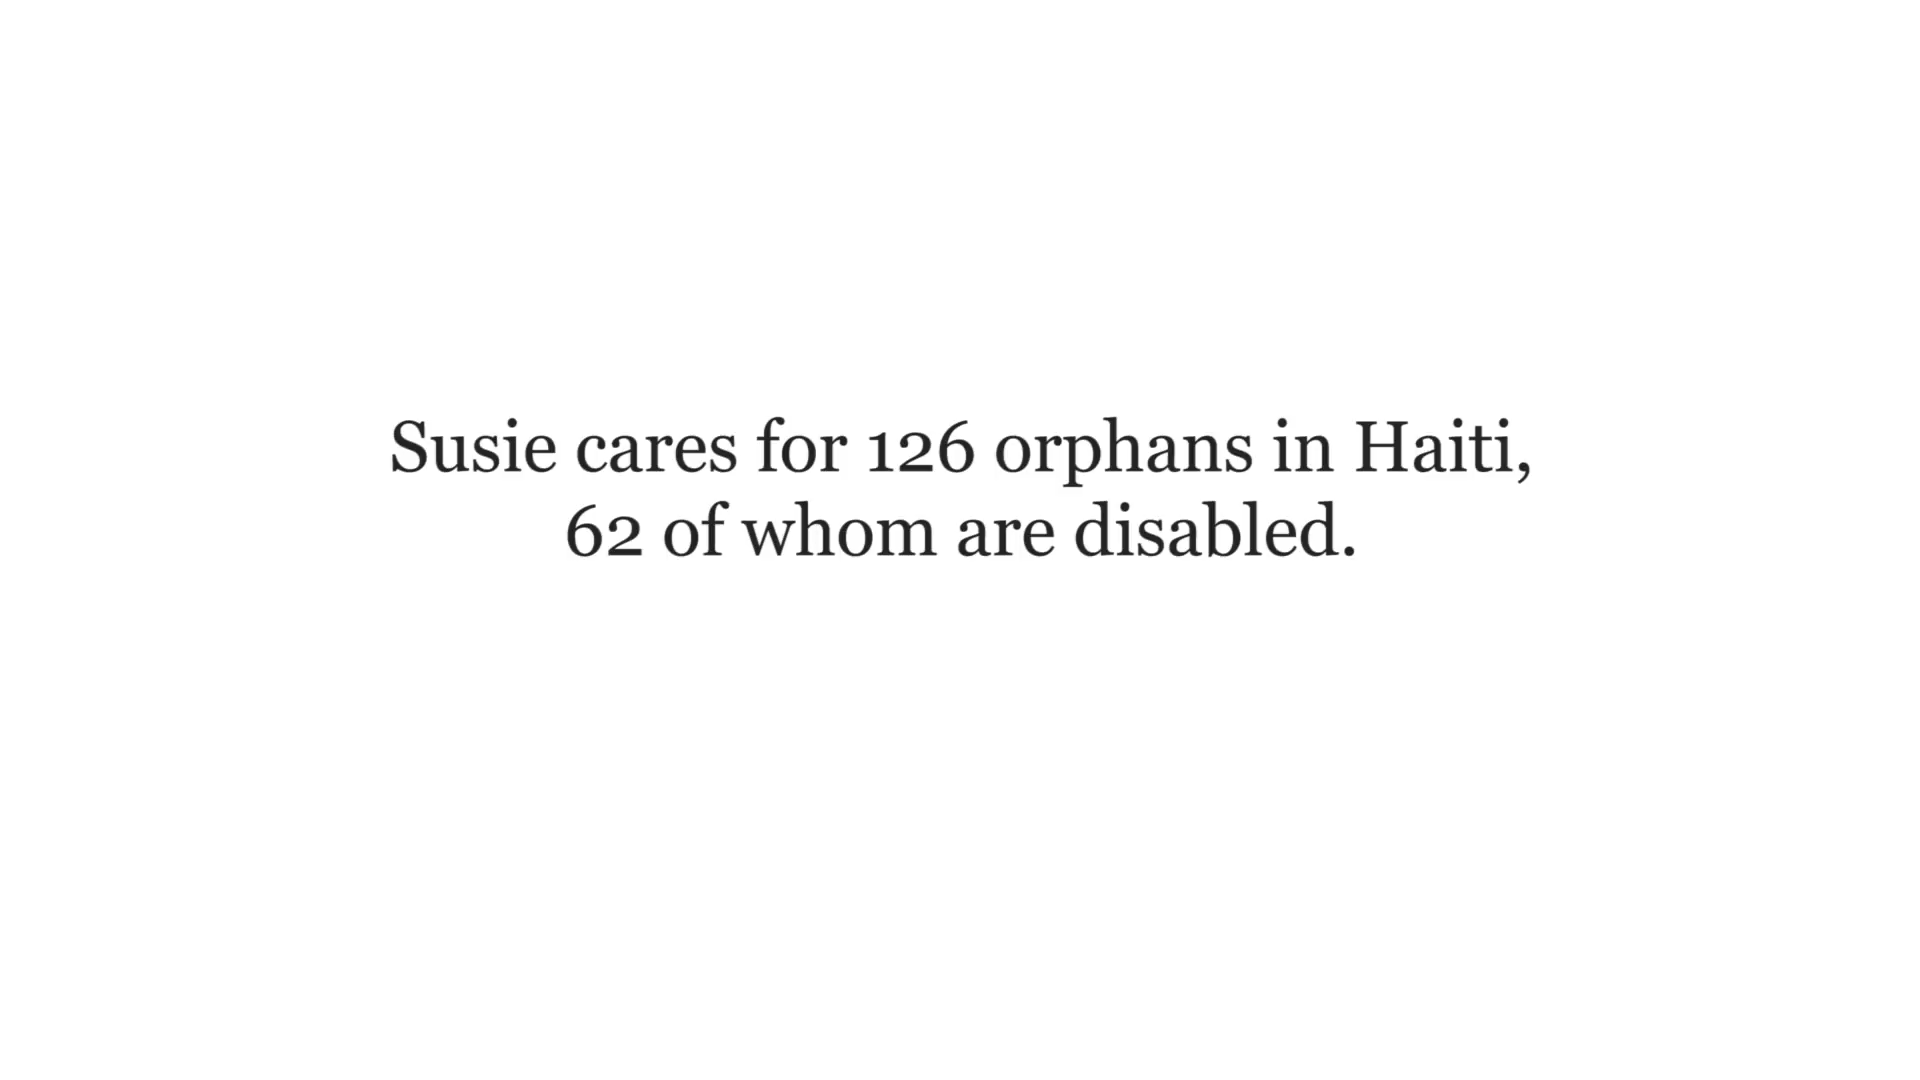 Susie cares for 126 orphans in Haiti,
62 of whom are disabled.